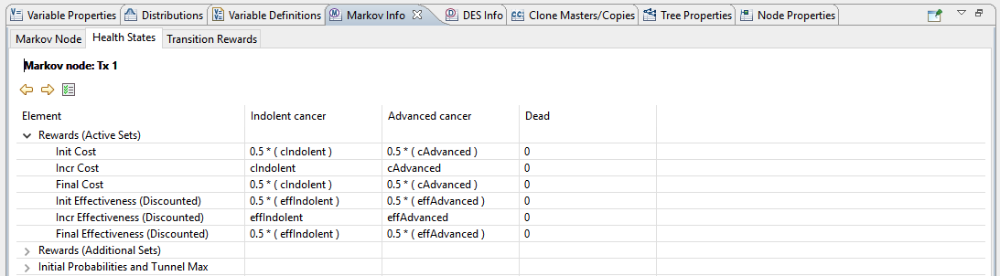 Variable Properties Distributions Variable Definitions Markov Info DES Info Clone Masters/Copies Tree Properties Node Properties
Markov Node Health States Transition Rewards
Markov node: Tx 1
Element Indolent cancer Advanced cancer Dead
Rewards (Active Sets)
Init Cost 0.5 * ( cIndolent ) 0.5 * ( cAdvanced ) 0
Incr Cost cIndolent cAdvanced 0
Final Cost 0.5 * ( cIndolent ) 0.5 * ( cAdvanced ) 0
Init Effectiveness (Discounted) 0.5 * ( effIndolent ) 0.5 * ( effAdvanced ) 0
Incr Effectiveness (Discounted) effIndolent effAdvanced 0
Final Effectiveness (Discounted) 0.5 * ( effIndolent ) 0.5 * ( effAdvanced ) 0
Rewards (Additional Sets)
Initial Probabilities and Tunnel Max